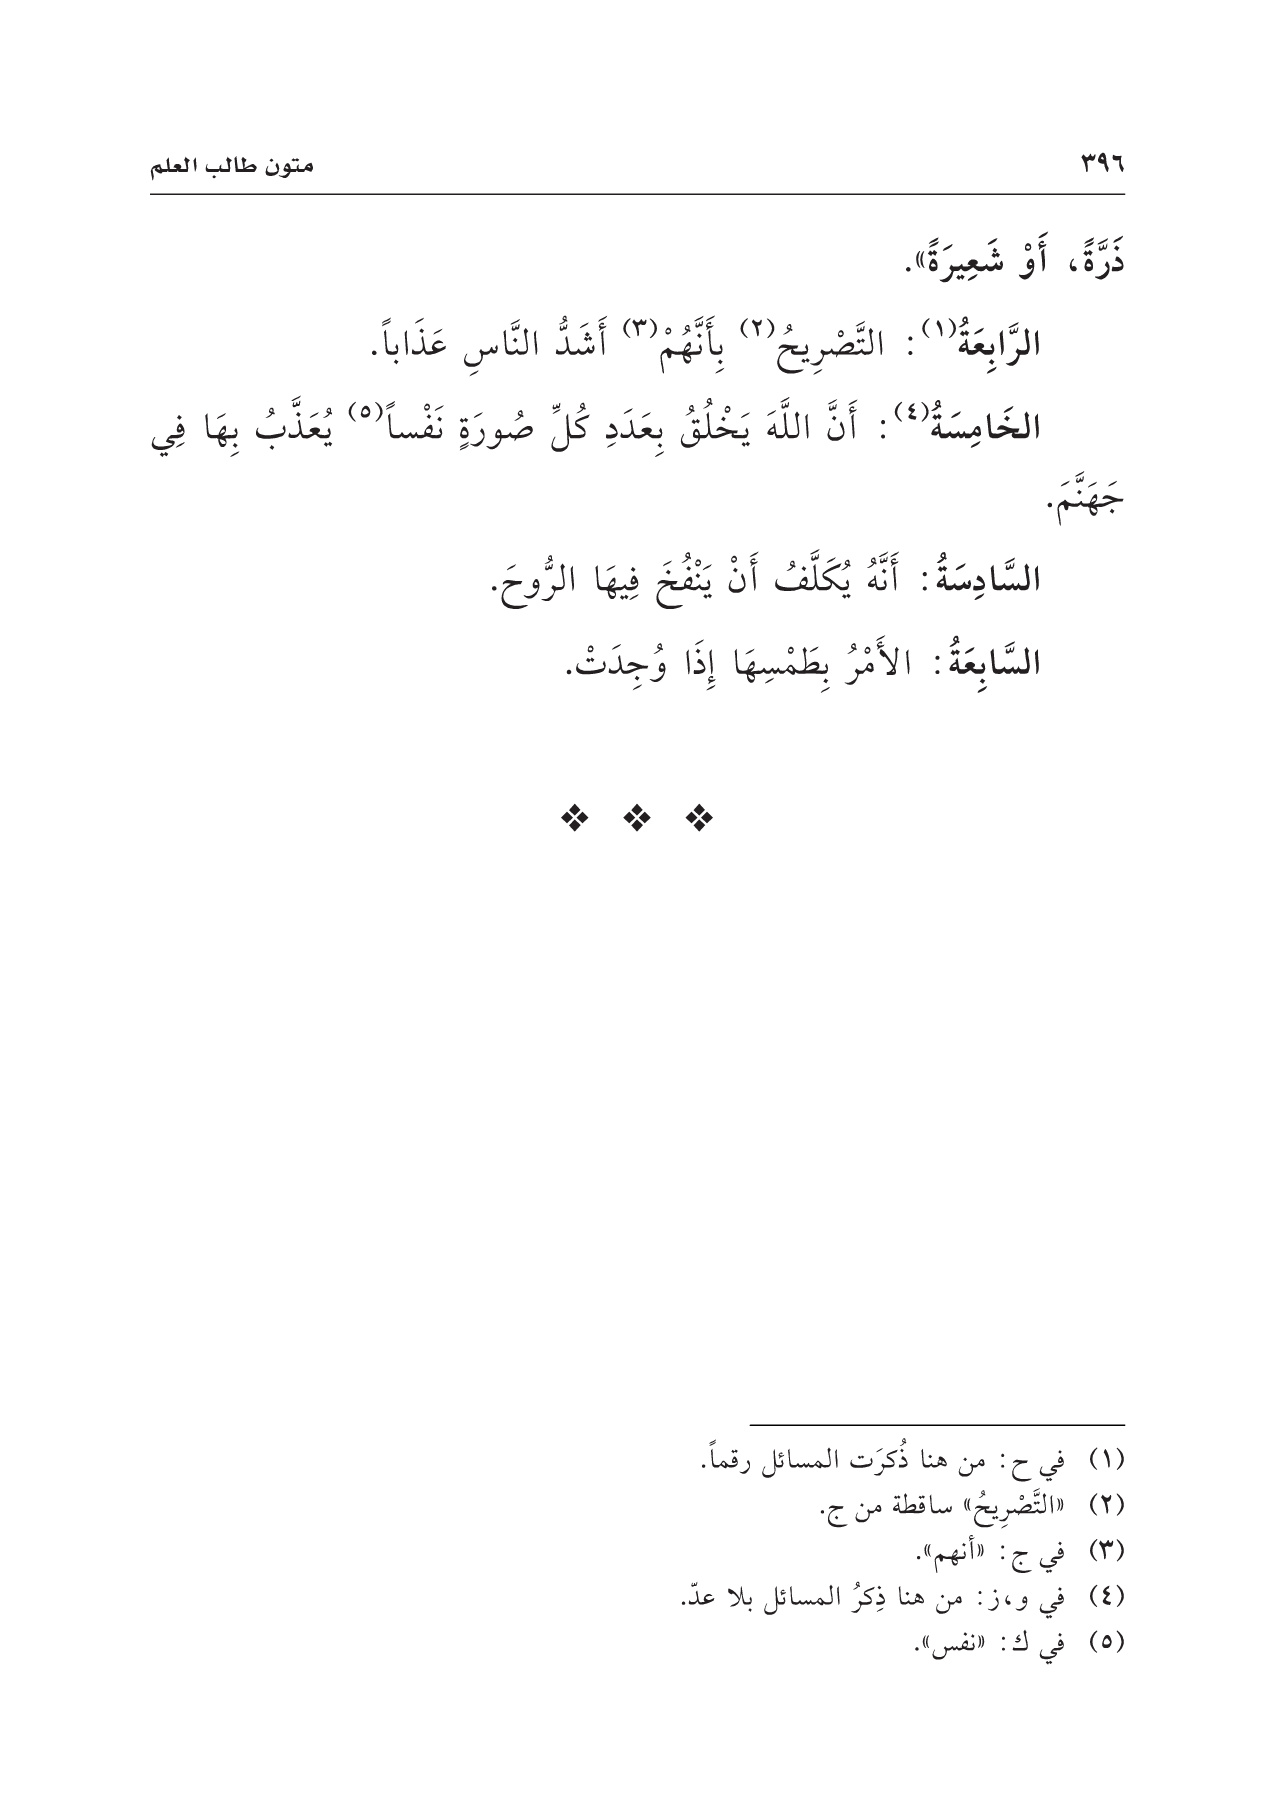 ٣٩٦ متون طالب العلم
ذَرَّةً، أَوْ شَعِيرَةً».
الرَّابِعَةُ(١): التَّصْرِيحُ(٢) بِأَنَّهُمْ(٣) أَشَدُّ النَّاسِ عَذَاباً.
الخَامِسَةُ(٤): أَنَّ اللَّهَ يَخْلُقُ بِعَدَدِ كُلِّ صُورَةٍ نَفْساً(٥) يُعَذَّبُ بِهَا فِي
جَهَنَّمَ.
السَّادِسَةُ: أَنَّهُ يُكَلَّفُ أَنْ يَنْفُخَ فِيهَا الرُّوحَ.
السَّابِعَةُ: الأَمْرُ بِطَمْسِهَا إِذَا وُجِدَتْ.
(١) في ح: من هنا ذُكرَت المسائل رقماً.
(٢) «التَّصْرِيحُ» ساقطة من ج.
(٣) في ج: «أنهم».
(٤) في و،ز: من هنا ذِكرُ المسائل بلا عدّ.
(٥) في ك: «نفس».